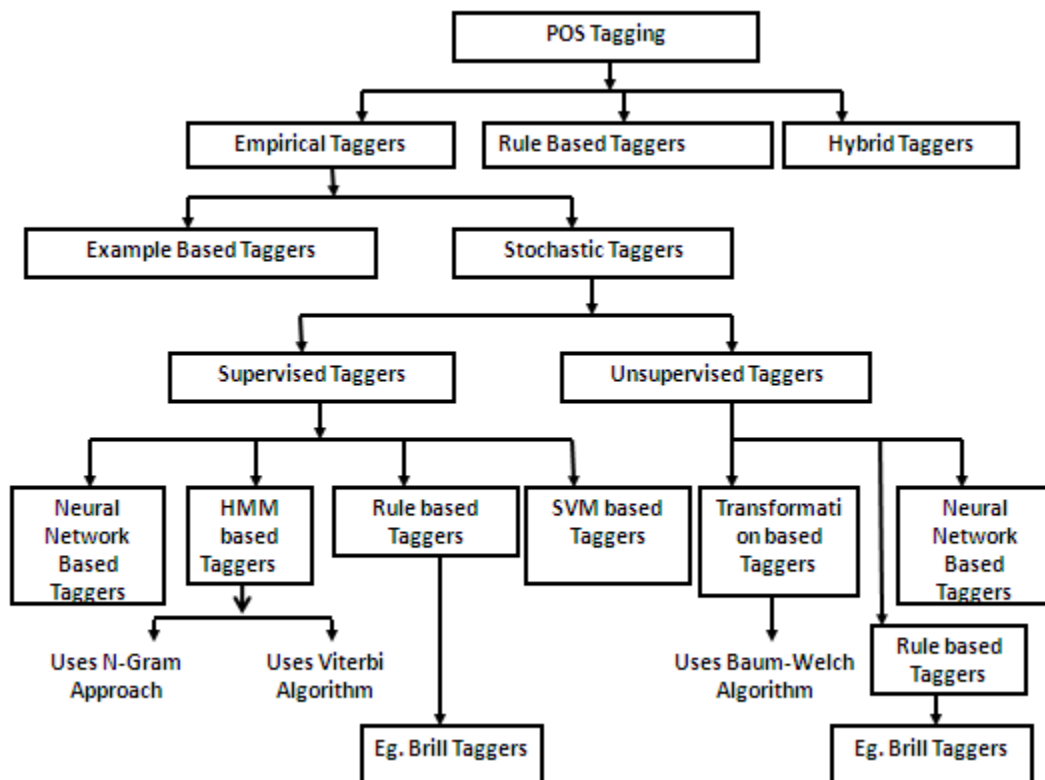 POS Tagging
Empirical Taggers
Rule Based Taggers
Hybrid Taggers
Example Based Taggers
Stochastic Taggers
Supervised Taggers
Unsupervised Taggers
Neural
Network
Based
Taggers
HMM
based
Taggers
Rule based
Taggers
SVM based
Taggers
Transformati
on based
Taggers
Neural
Network
Based
Taggers
Uses N-Gram
Approach
Uses Viterbi
Algorithm
Uses Baum-Welch
Algorithm
Rule based
Taggers
Eg. Brill Taggers
Eg. Brill Taggers